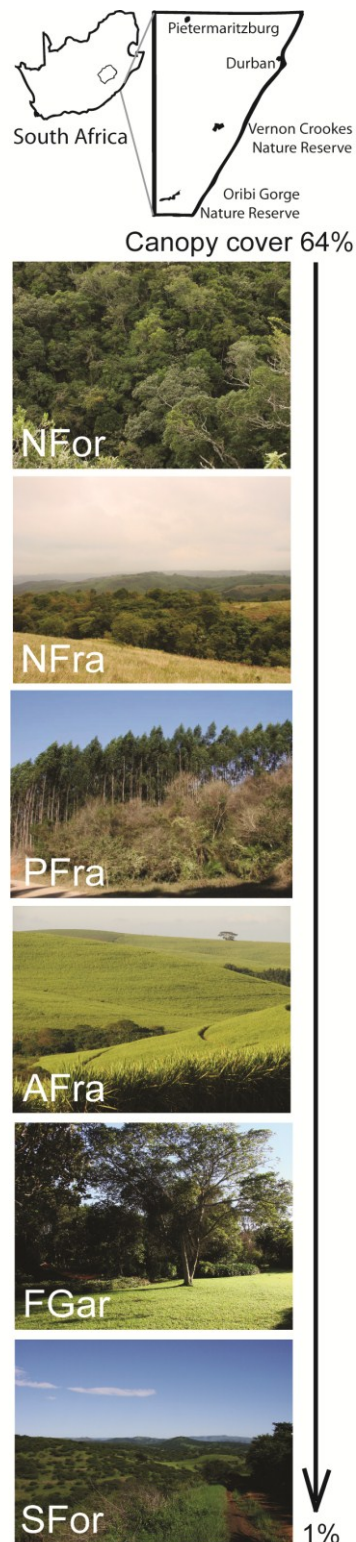 Pietermaritzburg
Durban
South Africa
Vernon Crookes
Nature Reserve
Oribi Gorge
Nature Reserve
Canopy cover 64%
NFor
NFra
PFra
AFra
FGar
SFor
1%